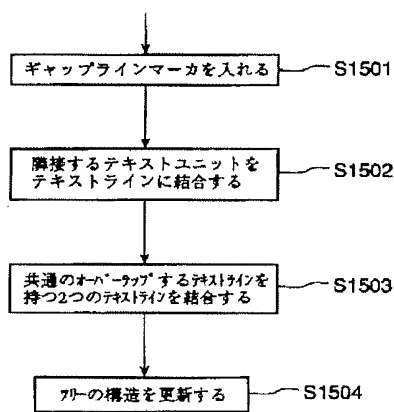 ギャップラインマーカを入れる
S1501
隣接するテキストユニットを
テキストラインに結合する
S1502
共通のオーバーラップするテキストラインを
持つ2つのテキストラインを結合する
S1503
ツリーの構造を更新する
S1504